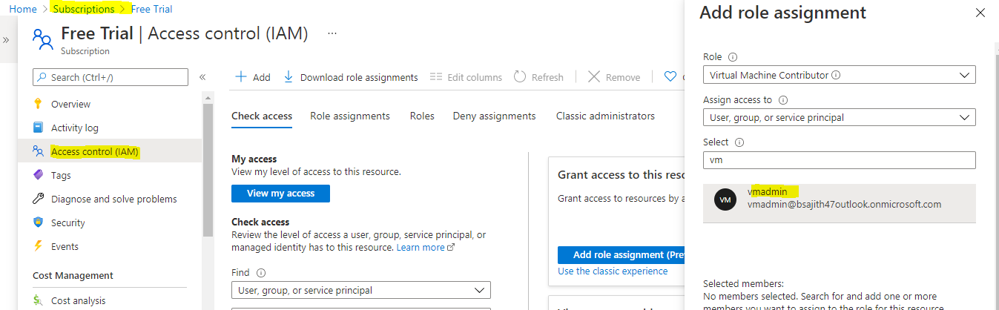 Home > Subscriptions > Free Trial
»
Free Trial | Access control (IAM) ...
Subscription
Search (Ctrl+/) «
Overview
Activity log
Access control (IAM)
Tags
Diagnose and solve problems
Security
Events
Cost Management
Cost analysis
+ Add Download role assignments Edit columns Refresh Remove
Check access Role assignments Roles Deny assignments Classic administrators
My access
View my level of access to this resource.
View my access
Check access
Review the level of access a user, group, service principal, or
managed identity has to this resource. Learn more
Find
User, group, or service principal
Grant access to this reso
Grant access to resources by a
Add role assignment (Pre
Use the classic experience
Add role assignment
Role
Virtual Machine Contributor
Assign access to
User, group, or service principal
Select
vm
VM
vmadmin
vmadmin@bsajith47outlook.onmicrosoft.com
Selected members:
No members selected. Search for and add one or more
members you want to assign to the role for this resource